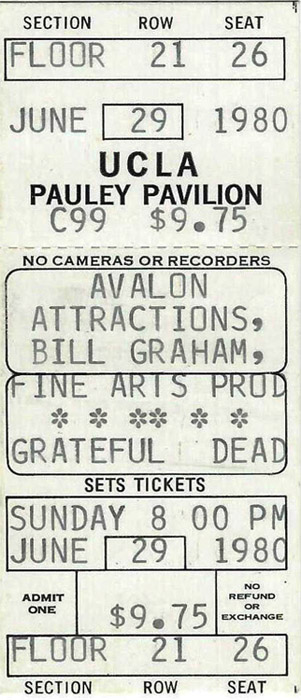 SECTION ROW SEAT
FLOOR 21 26
JUNE 29 1980
UCLA
PAULEY PAVILION
C99 $9.75
NO CAMERAS OR RECORDERS
AVALON
ATTRACTIONS,
BILL GRAHAM,
FINE ARTS PROD
* * ** * *
GRATEFUL DEAD
SETS TICKETS
SUNDAY 8 00 PM
JUNE 29 1980
ADMIT
ONE
$9.75
NO
REFUND
OR
EXCHANGE
FLOOR 21 26
SECTION ROW SEAT